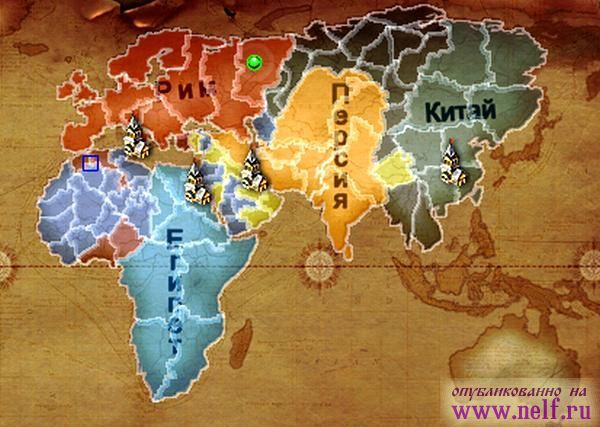 Рим
Персия
Китай
Египет
опубликованно на
www.nelf.ru